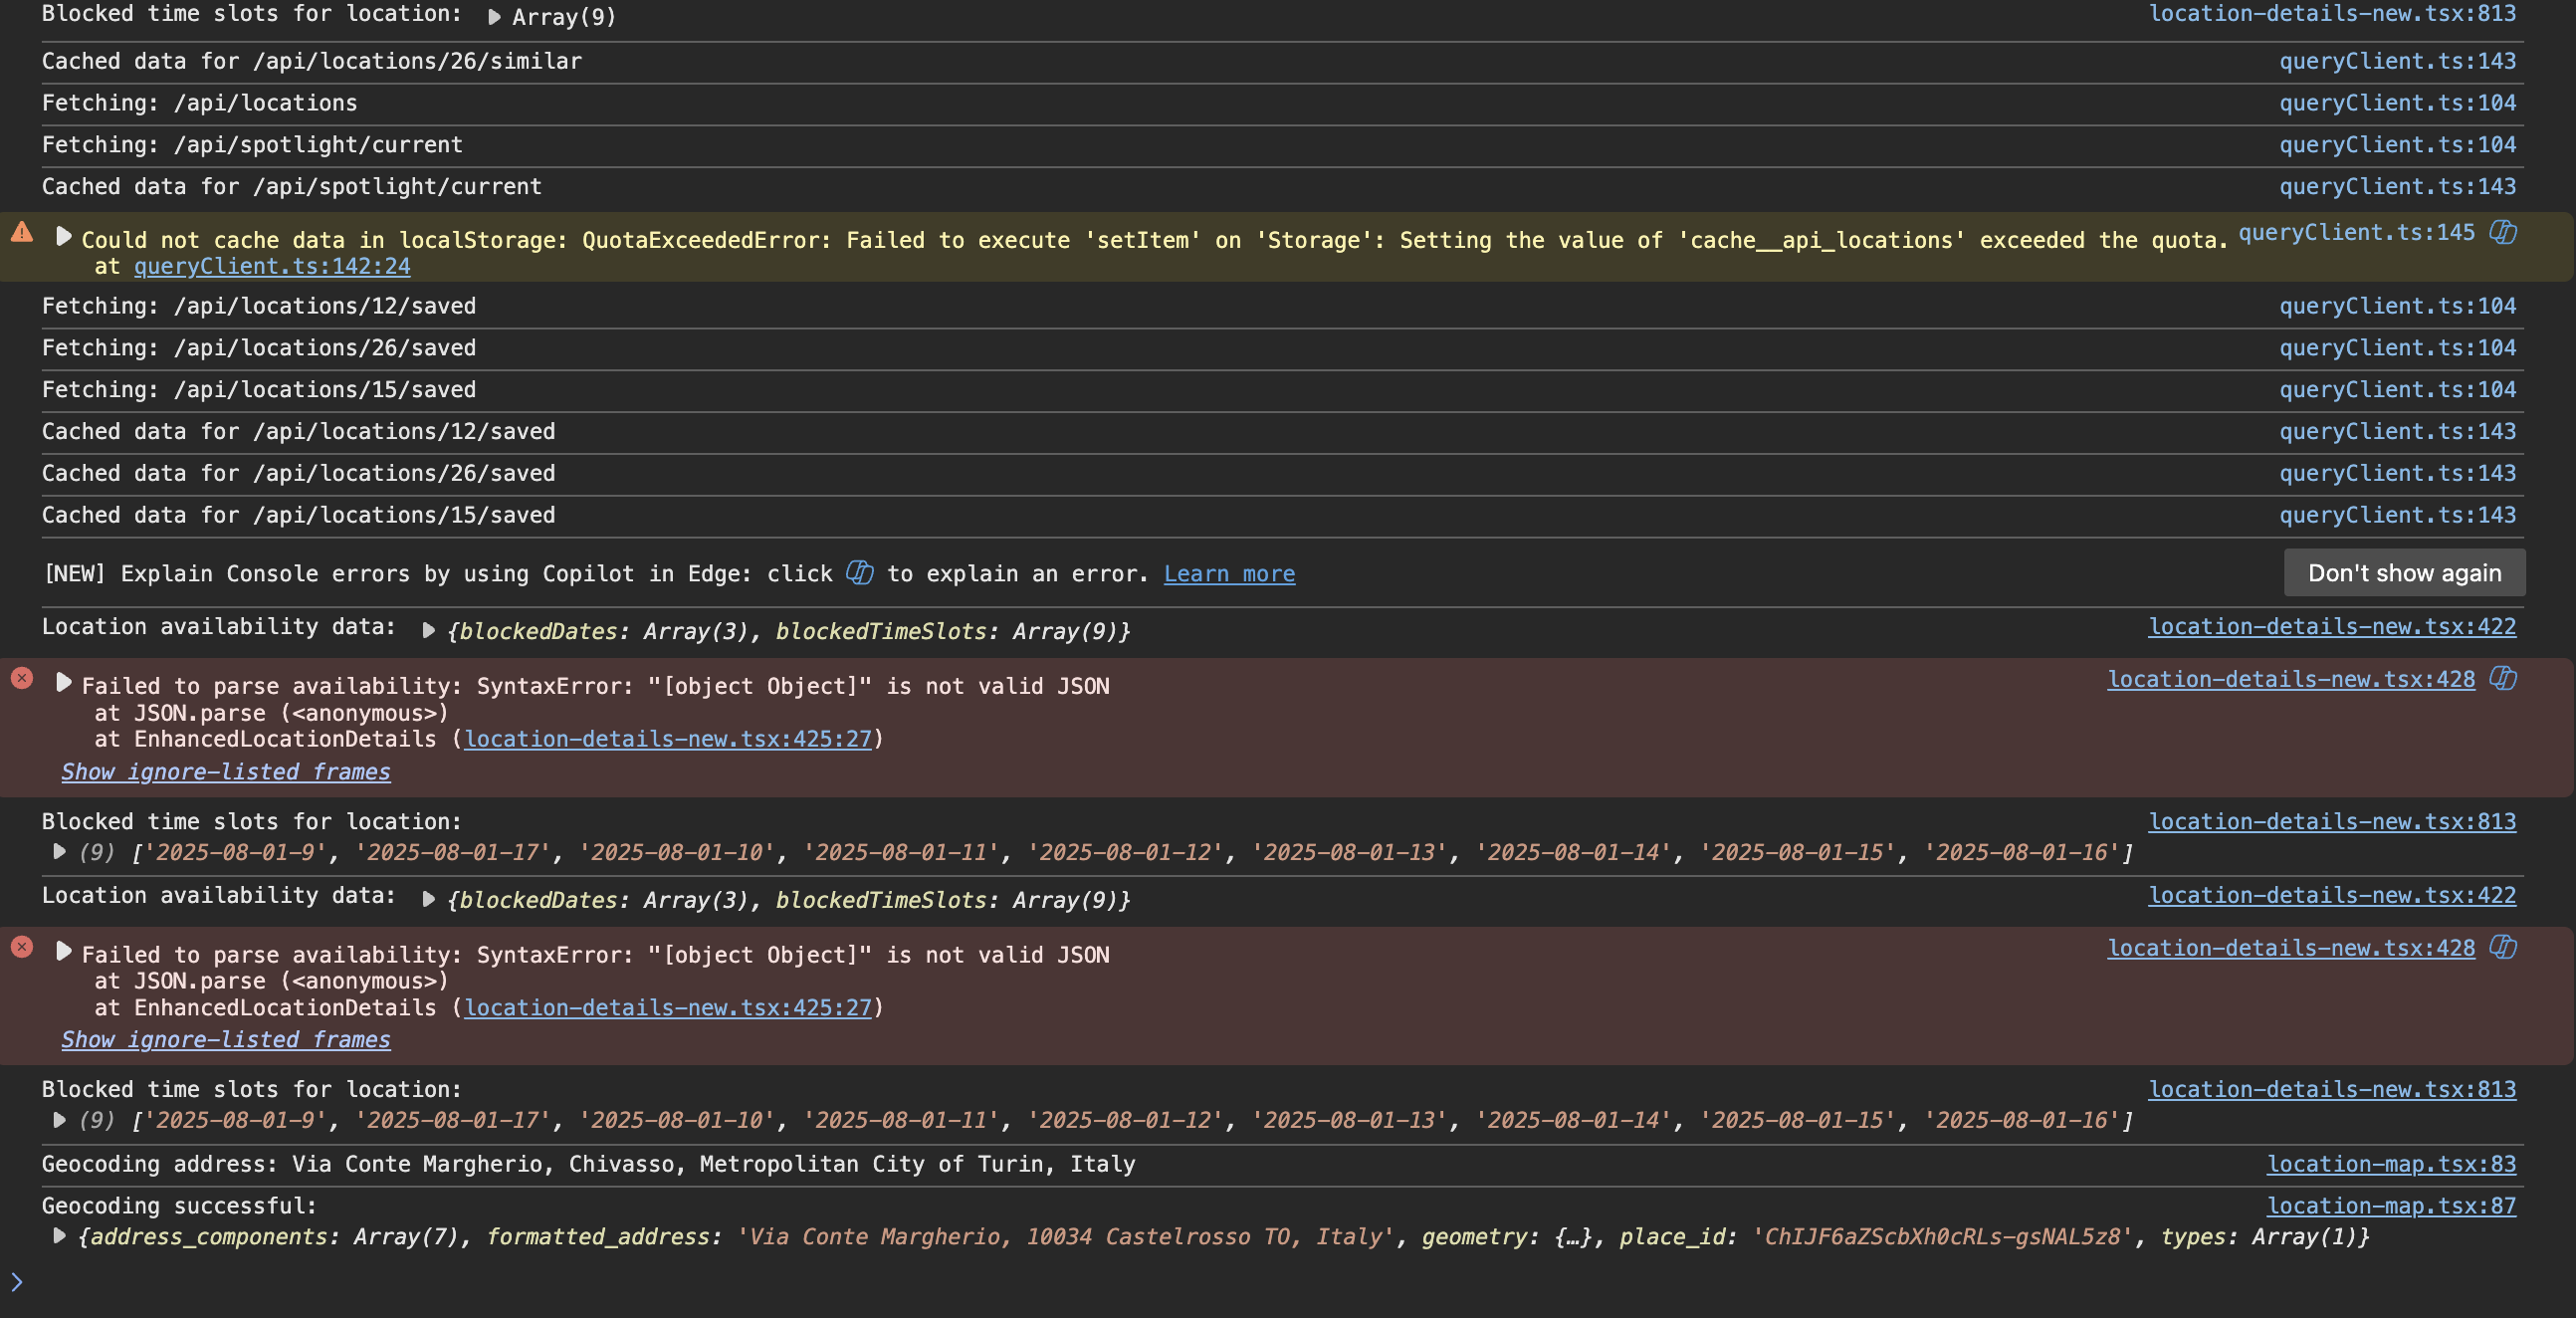 Blocked time slots for location: Array(9) location-details-new.tsx:813
Cached data for /api/locations/26/similar queryClient.ts:143
Fetching: /api/locations queryClient.ts:104
Fetching: /api/spotlight/current queryClient.ts:104
Cached data for /api/spotlight/current queryClient.ts:143
Could not cache data in localStorage: QuotaExceededError: Failed to execute 'setItem' on 'Storage': Setting the value of 'cache__api_locations' exceeded the quota. queryClient.ts:145
at queryClient.ts:142:24
Fetching: /api/locations/12/saved queryClient.ts:104
Fetching: /api/locations/26/saved queryClient.ts:104
Fetching: /api/locations/15/saved queryClient.ts:104
Cached data for /api/locations/12/saved queryClient.ts:143
Cached data for /api/locations/26/saved queryClient.ts:143
Cached data for /api/locations/15/saved queryClient.ts:143
[NEW] Explain Console errors by using Copilot in Edge: click to explain an error. Learn more Don't show again
Location availability data: {blockedDates: Array(3), blockedTimeSlots: Array(9)} location-details-new.tsx:422
Failed to parse availability: SyntaxError: "[object Object]" is not valid JSON location-details-new.tsx:428
at JSON.parse (<anonymous>)
at EnhancedLocationDetails (location-details-new.tsx:425:27)
Show ignore-listed frames
Blocked time slots for location: location-details-new.tsx:813
(9) ['2025-08-01-9', '2025-08-01-17', '2025-08-01-10', '2025-08-01-11', '2025-08-01-12', '2025-08-01-13', '2025-08-01-14', '2025-08-01-15', '2025-08-01-16']
Location availability data: {blockedDates: Array(3), blockedTimeSlots: Array(9)} location-details-new.tsx:422
Failed to parse availability: SyntaxError: "[object Object]" is not valid JSON location-details-new.tsx:428
at JSON.parse (<anonymous>)
at EnhancedLocationDetails (location-details-new.tsx:425:27)
Show ignore-listed frames
Blocked time slots for location: location-details-new.tsx:813
(9) ['2025-08-01-9', '2025-08-01-17', '2025-08-01-10', '2025-08-01-11', '2025-08-01-12', '2025-08-01-13', '2025-08-01-14', '2025-08-01-15', '2025-08-01-16']
Geocoding address: Via Conte Margherio, Chivasso, Metropolitan City of Turin, Italy location-map.tsx:83
Geocoding successful: location-map.tsx:87
{address_components: Array(7), formatted_address: 'Via Conte Margherio, 10034 Castelrosso TO, Italy', geometry: {…}, place_id: 'ChIJF6aZScbXh0cRLs-gsNAL5z8', types: Array(1)}